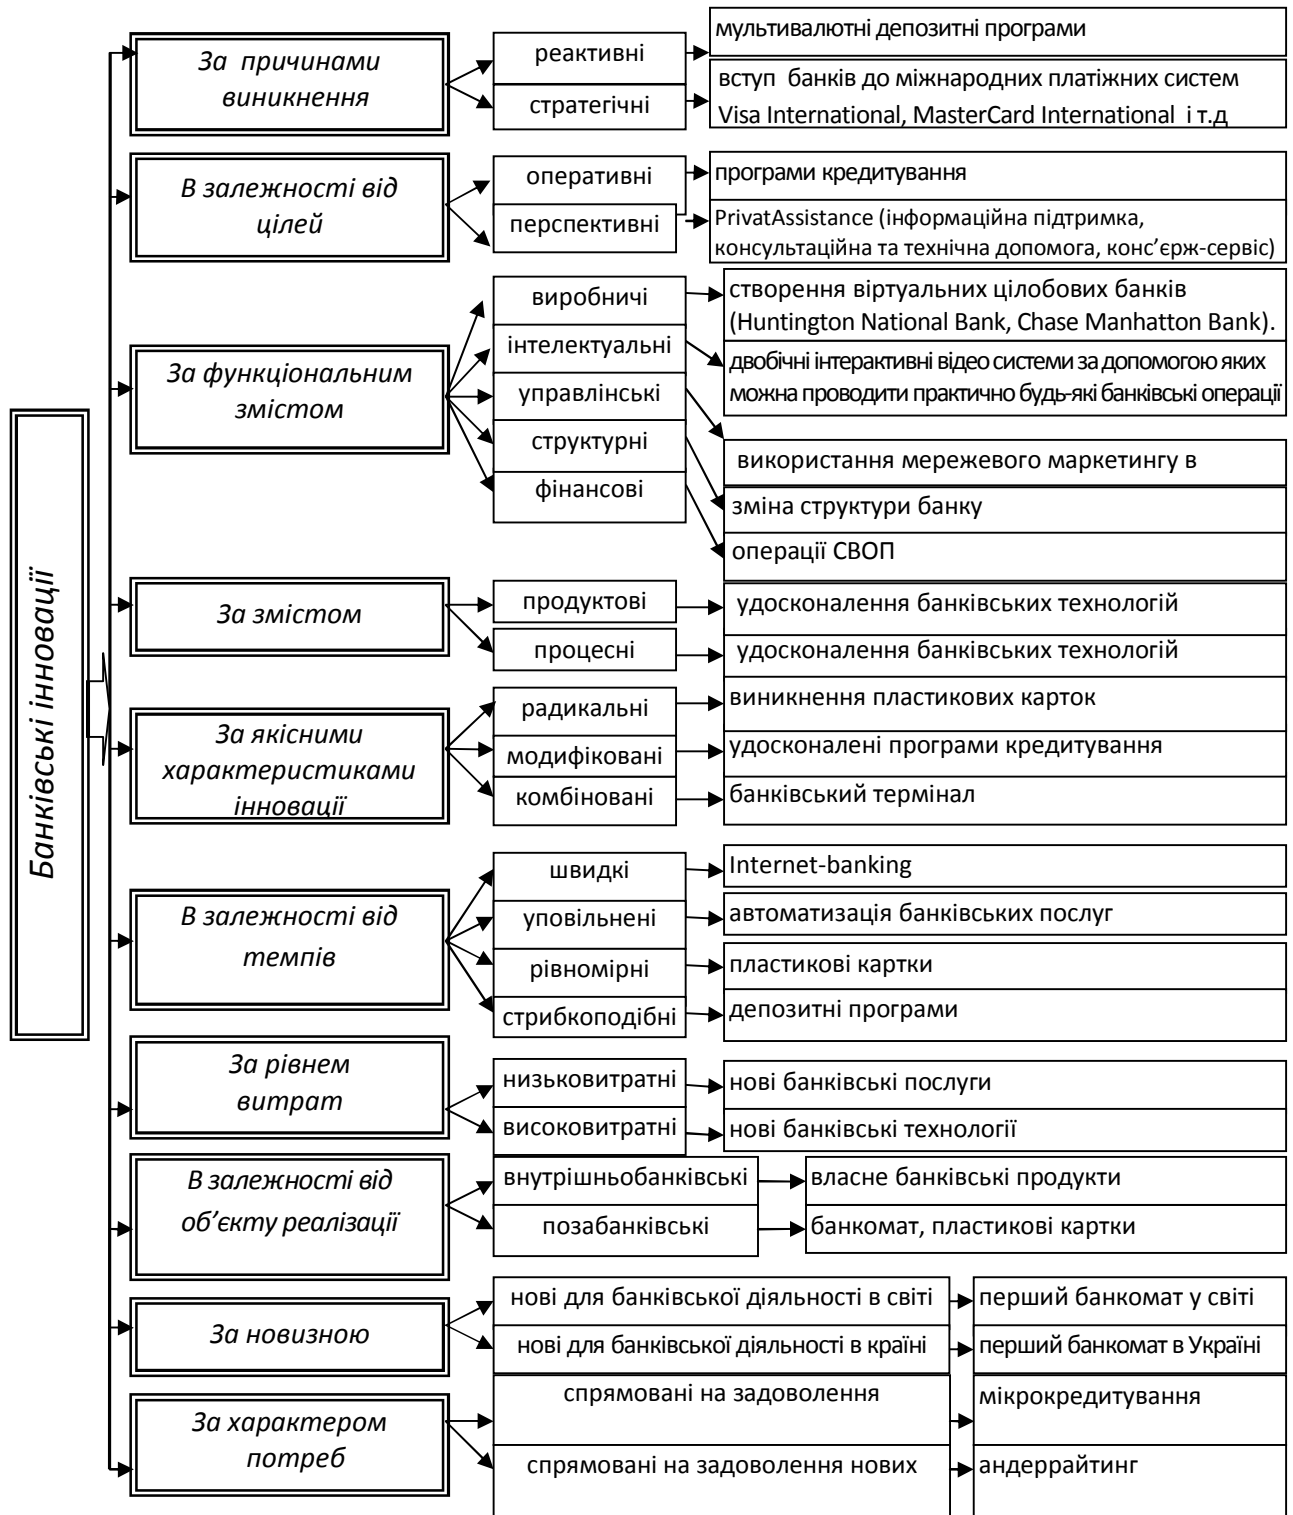 Банківські інновації
За причинами
виникнення
реактивні
мультивалютні депозитні програми
стратегічні
вступ банків до міжнародних платіжних систем
Visa International, MasterCard International і т.д
В залежності від
цілей
оперативні
програми кредитування
перспективні
PrivatAssistance (інформаційна підтримка,
консультаційна та технічна допомога, конс’єрж-сервіс)
За функціональним
змістом
виробничі
створення віртуальних цілобових банків
(Huntington National Bank, Chase Manhatton Bank).
інтелектуальні
двобічні інтерактивні відео системи за допомогою яких
можна проводити практично будь-які банківські операції
управлінські
використання мережевого маркетингу в
структурні
зміна структури банку
фінансові
операції СВОП
За змістом
продуктові
удосконалення банківських технологій
процесні
удосконалення банківських технологій
За якісними
характеристиками
інновації
радикальні
виникнення пластикових карток
модифіковані
удосконалені програми кредитування
комбіновані
банківський термінал
В залежності від
темпів
швидкі
Internet-banking
уповільнені
автоматизація банківських послуг
рівномірні
пластикові картки
стрибкоподібні
депозитні програми
За рівнем
витрат
низьковитратні
нові банківські послуги
високовитратні
нові банківські технології
В залежності від
об’єкту реалізації
внутрішньобанківські
власне банківські продукти
позабанківські
банкомат, пластикові картки
За новизною
нові для банківської діяльності в світі
перший банкомат у світі
нові для банківської діяльності в країні
перший банкомат в Україні
За характером
потреб
спрямовані на задоволення
мікрокредитування
спрямовані на задоволення нових
андеррайтинг